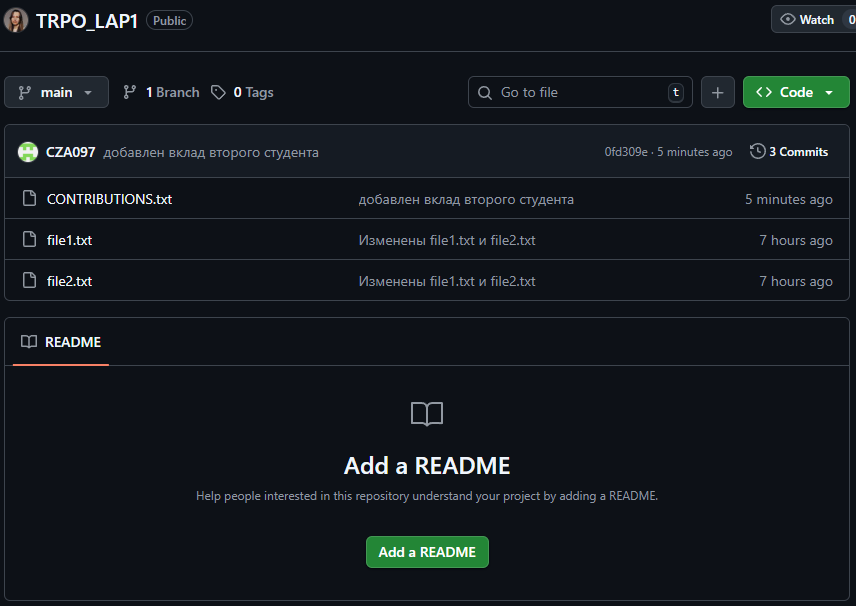 TRPO_LAP1 Public Watch 0
main 1 Branch 0 Tags Go to file t Code
CZA097 добавлен вклад второго студента 0fd309e · 5 minutes ago 3 Commits
CONTRIBUTIONS.txt добавлен вклад второго студента 5 minutes ago
file1.txt Изменены file1.txt и file2.txt 7 hours ago
file2.txt Изменены file1.txt и file2.txt 7 hours ago
README
Add a README
Help people interested in this repository understand your project by adding a README.
Add a README